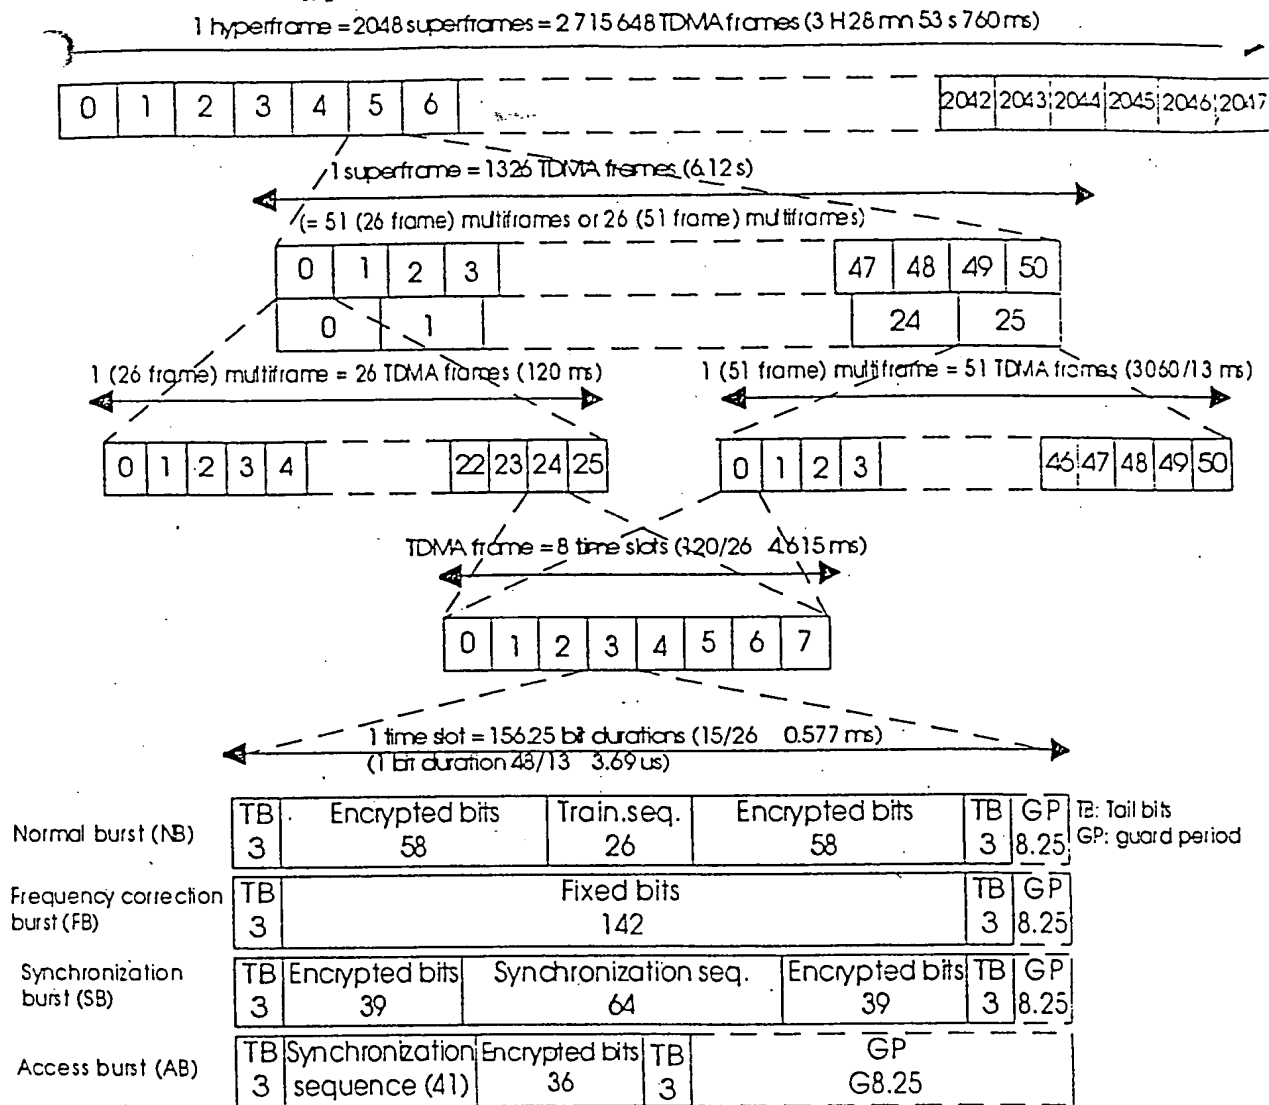 1 hyperframe = 2048 superframes = 2 715 648 TDMA frames (3 H 28 mn 53 s 760 ms)
0 1 2 3 4 5 6 2042 2043 2044 2045 2046 2047
1 superframe = 1326 TDMA frames (6.12 s)
(= 51 (26 frame) multiframes or 26 (51 frame) multiframes)
0 1 2 3 47 48 49 50
0 1 24 25
1 (26 frame) multiframe = 26 TDMA frames (120 ms) 1 (51 frame) multiframe = 51 TDMA frames (3060/13 ms)
0 1 2 3 4 22 23 24 25 0 1 2 3 46 47 48 49 50
TDMA frame = 8 time slots (120/26 4.615 ms)
0 1 2 3 4 5 6 7
1 time slot = 156.25 bit durations (15/26 0.577 ms)
(1 bit duration 48/13 3.69 us)
Normal burst (NB) TB 3 Encrypted bits 58 Train.seq. 26 Encrypted bits 58 TB 3 GP 8.25
TB: Tail bits
GP: guard period
Frequency correction burst (FB) TB 3 Fixed bits 142 TB 3 GP 8.25
Synchronization burst (SB) TB 3 Encrypted bits 39 Synchronization seq. 64 Encrypted bits 39 TB 3 GP 8.25
Access burst (AB) TB 3 Synchronization sequence (41) Encrypted bits 36 TB 3 GP G8.25